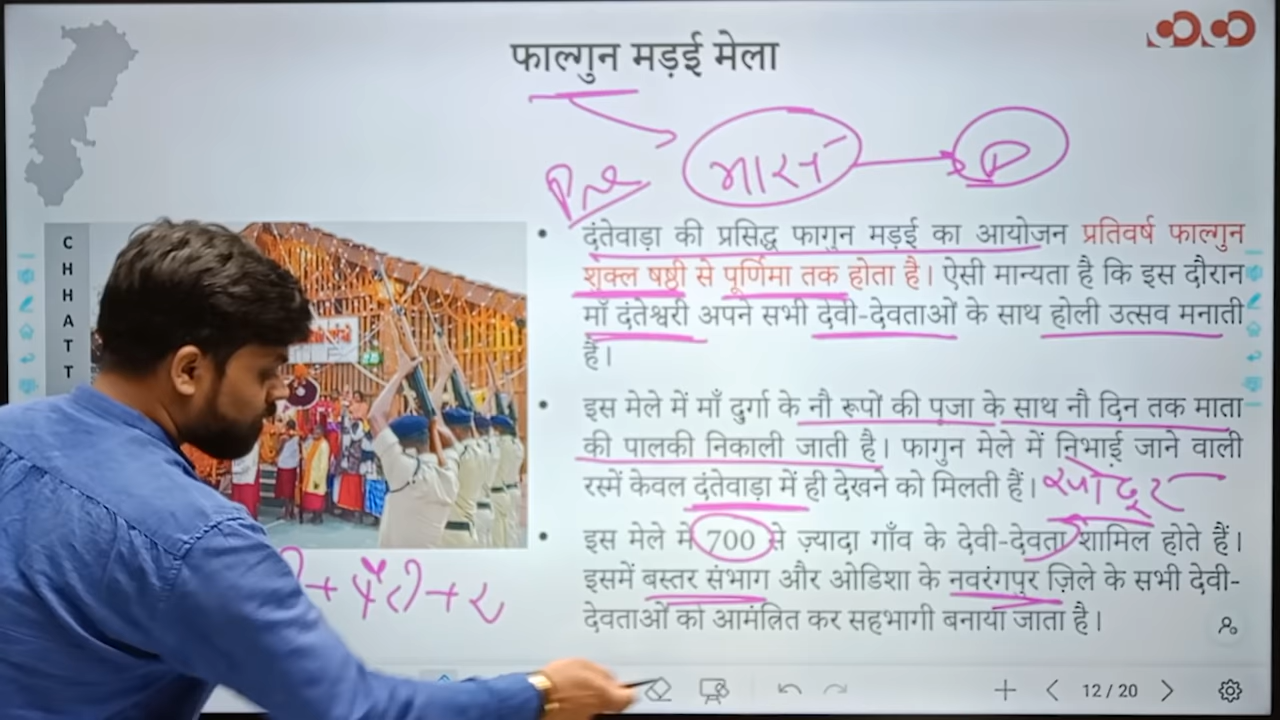 फाल्गुन मड़ई मेला
Pre
भारत
P
C
H
H
A
T
T
• दंतेवाड़ा की प्रसिद्ध फागुन मड़ई का आयोजन प्रतिवर्ष फाल्गुन
शुक्ल षष्ठी से पूर्णिमा तक होता है। ऐसी मान्यता है कि इस दौरान
माँ दंतेश्वरी अपने सभी देवी-देवताओं के साथ होली उत्सव मनाती
हैं।
• इस मेले में माँ दुर्गा के नौ रूपों की पूजा के साथ नौ दिन तक माता
की पालकी निकाली जाती है। फागुन मेले में निभाई जाने वाली
रस्में केवल दंतेवाड़ा में ही देखने को मिलती हैं।
• इस मेले में 700 से ज़्यादा गाँव के देवी-देवता शामिल होते हैं।
इसमें बस्तर संभाग और ओडिशा के नवरंगपुर ज़िले के सभी देवी-
देवताओं को आमंत्रित कर सहभागी बनाया जाता है।
12 / 20